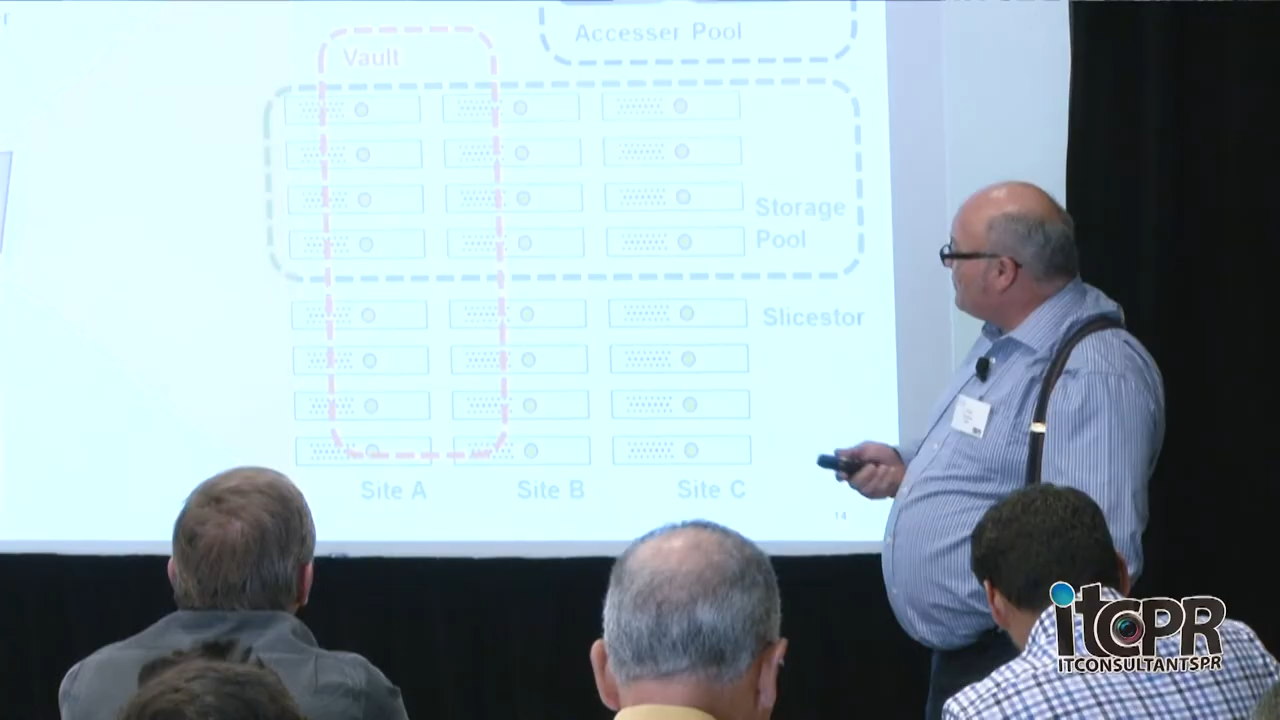 Accesser Pool
Vault
Storage
Pool
Slicestor
Site A
Site B
Site C
14
itCPR
ITCONSULTANTSPR